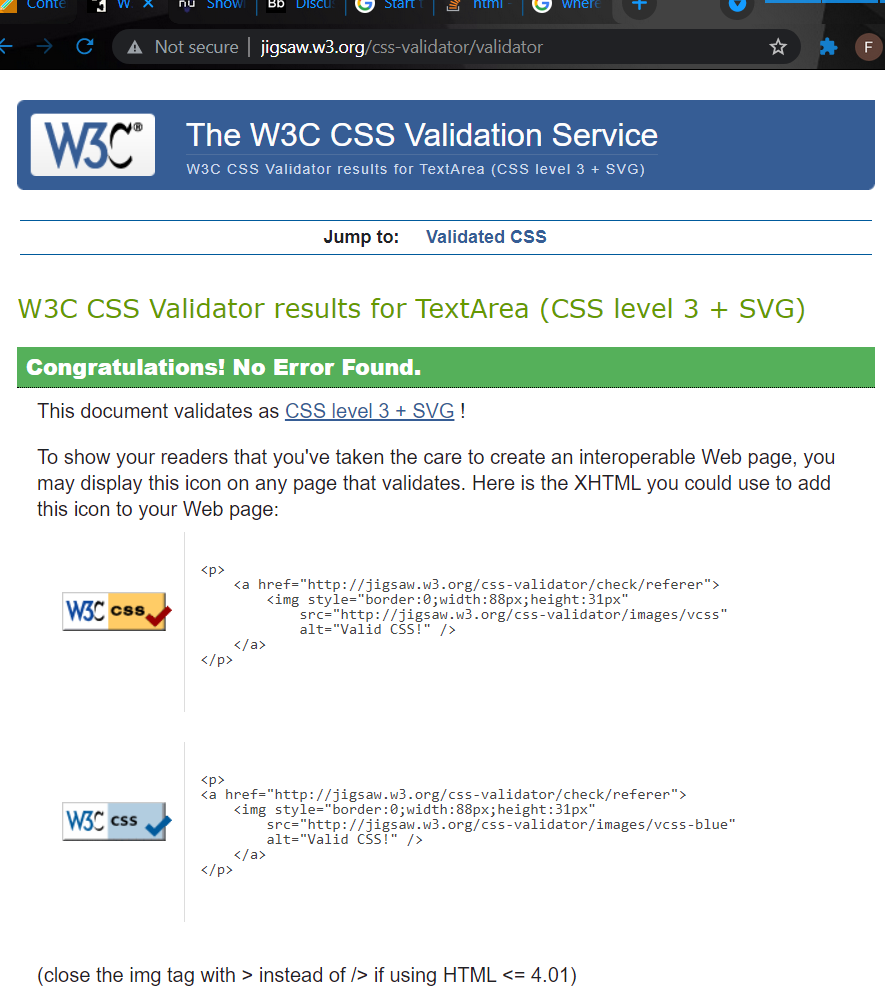 Conte W Show Bb Discu Start html where
Not secure | jigsaw.w3.org/css-validator/validator F
W3C® The W3C CSS Validation Service
W3C CSS Validator results for TextArea (CSS level 3 + SVG)
Jump to: Validated CSS
W3C CSS Validator results for TextArea (CSS level 3 + SVG)
Congratulations! No Error Found.
This document validates as CSS level 3 + SVG !
To show your readers that you've taken the care to create an interoperable Web page, you
may display this icon on any page that validates. Here is the XHTML you could use to add
this icon to your Web page:
W3C css
<p>
<a href="http://jigsaw.w3.org/css-validator/check/referer">
<img style="border:0;width:88px;height:31px"
src="http://jigsaw.w3.org/css-validator/images/vcss"
alt="Valid CSS!" />
</a>
</p>
W3C css
<p>
<a href="http://jigsaw.w3.org/css-validator/check/referer">
<img style="border:0;width:88px;height:31px"
src="http://jigsaw.w3.org/css-validator/images/vcss-blue"
alt="Valid CSS!" />
</a>
</p>
(close the img tag with > instead of /> if using HTML <= 4.01)